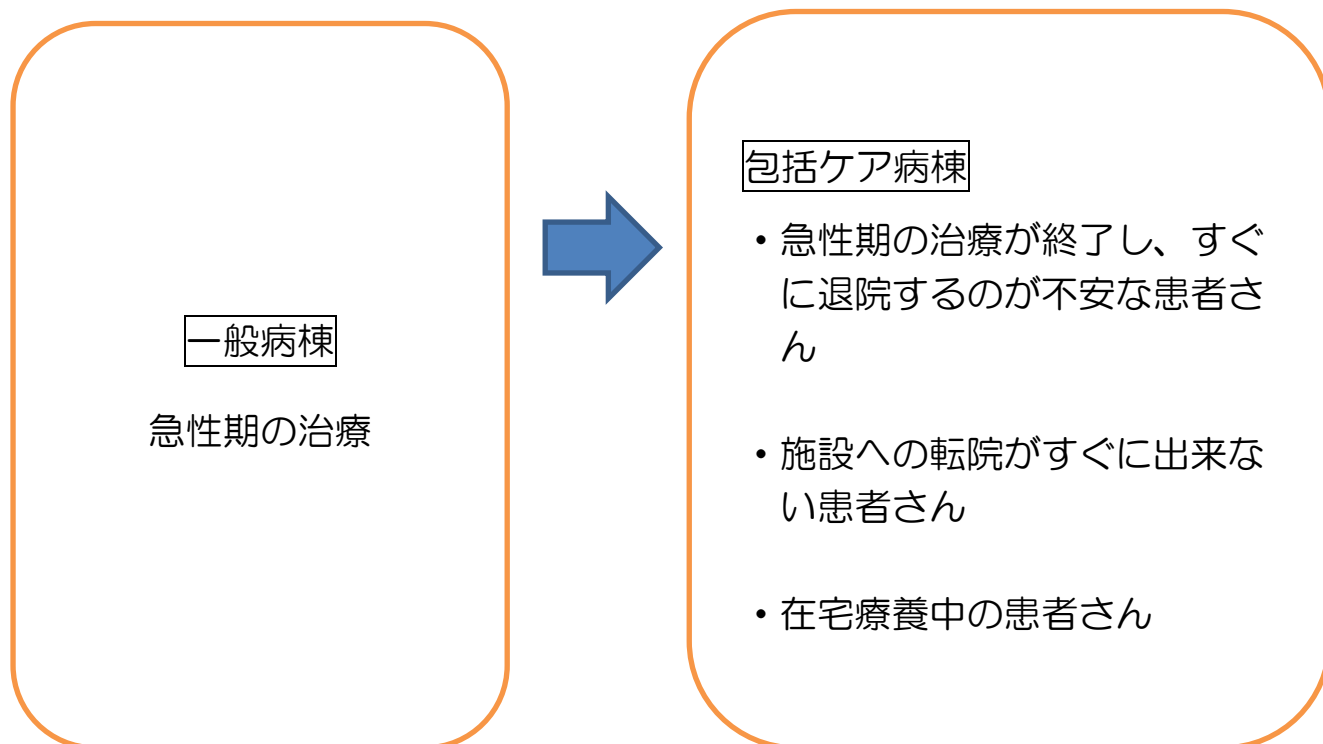 一般病棟
急性期の治療
包括ケア病棟
・急性期の治療が終了し、すぐ
に退院するのが不安な患者さ
ん
・施設への転院がすぐに出来な
い患者さん
・在宅療養中の患者さん